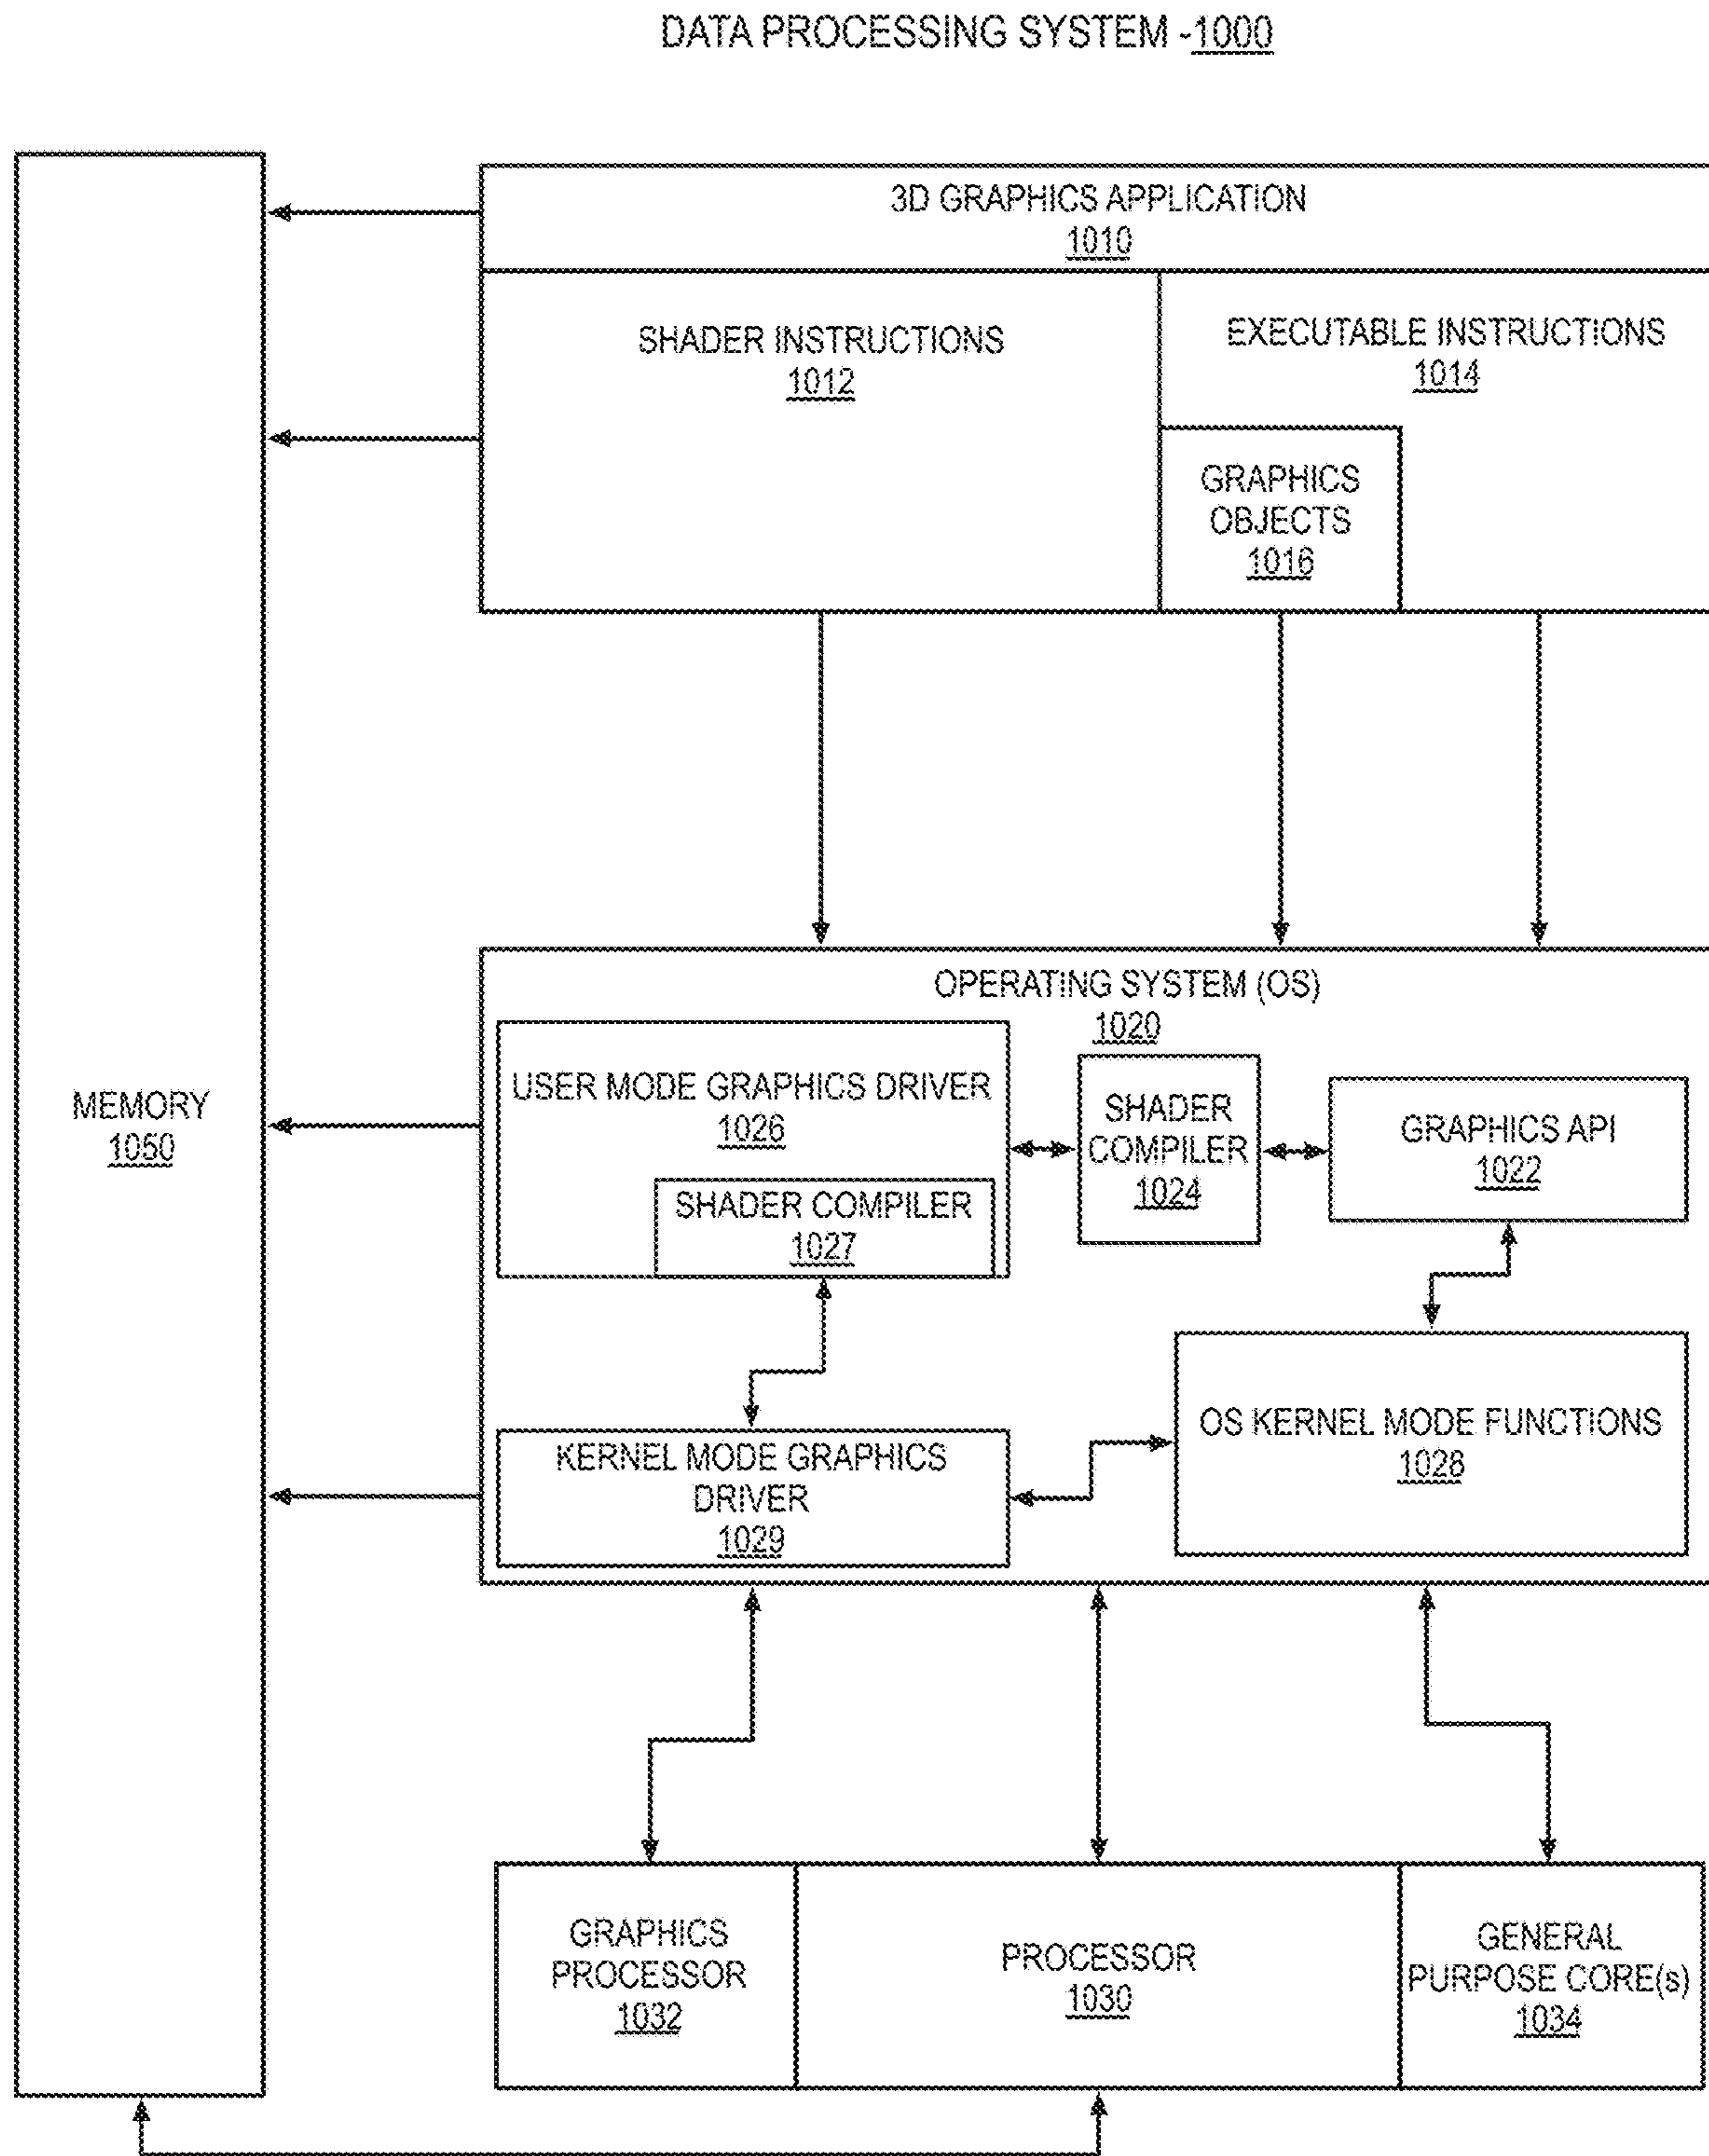 DATA PROCESSING SYSTEM -1000
3D GRAPHICS APPLICATION
1010
SHADER INSTRUCTIONS
1012
EXECUTABLE INSTRUCTIONS
1014
GRAPHICS
OBJECTS
1016
MEMORY
1050
OPERATING SYSTEM (OS)
1020
USER MODE GRAPHICS DRIVER
1026
SHADER COMPILER
1027
SHADER
COMPILER
1024
GRAPHICS API
1022
KERNEL MODE GRAPHICS
DRIVER
1029
OS KERNEL MODE FUNCTIONS
1028
GRAPHICS
PROCESSOR
1032
PROCESSOR
1030
GENERAL
PURPOSE CORE(s)
1034